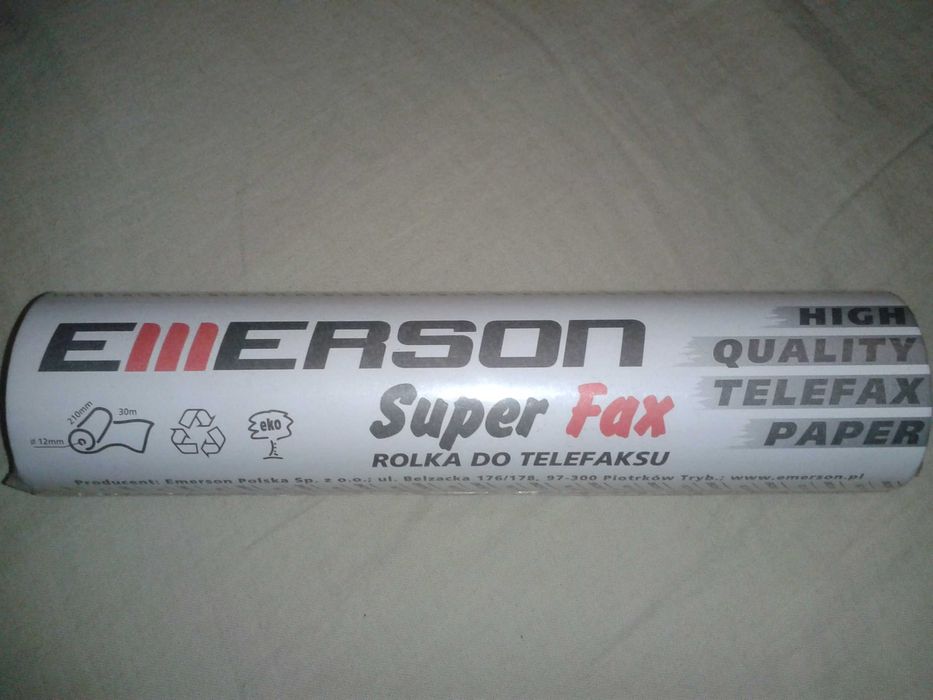 EMERSON
Super Fax
ROLKA DO TELEFAKSU
HIGH
QUALITY
TELEFAX
PAPER
210mm
30m
ø 12mm
eko
Producent: Emerson Polska Sp. z o.o.; ul. Belzacka 176/178, 97-300 Piotrków Tryb.; www.emerson.pl